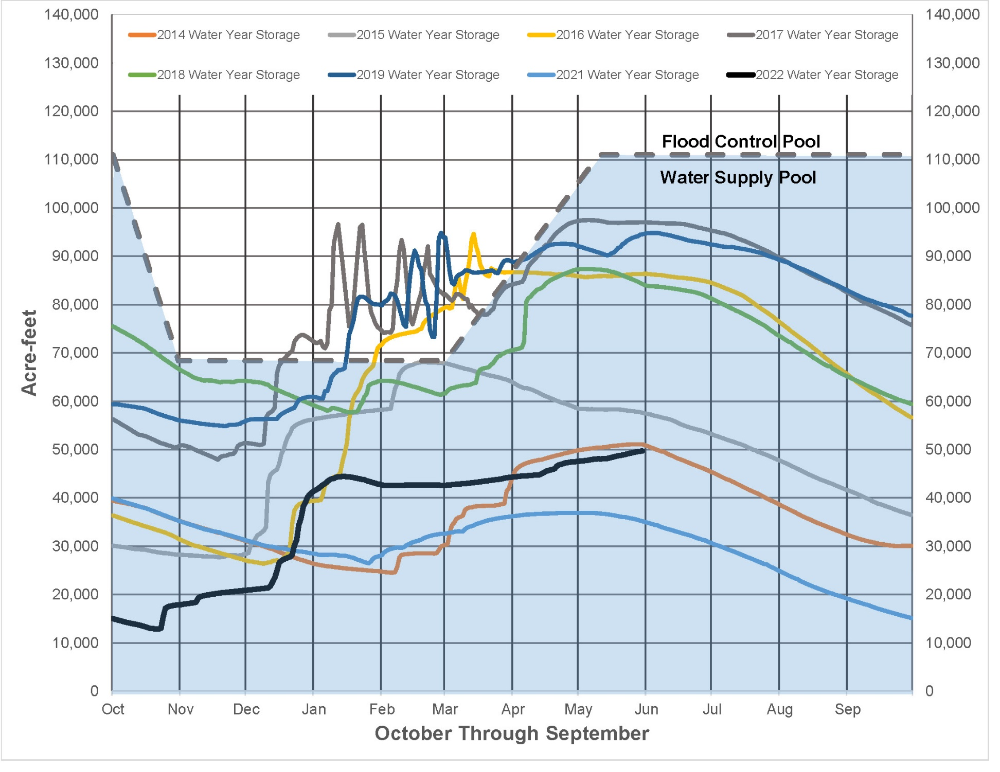 140,000 140,000
2014 Water Year Storage 2015 Water Year Storage 2016 Water Year Storage 2017 Water Year Storage
130,000 130,000
2018 Water Year Storage 2019 Water Year Storage 2021 Water Year Storage 2022 Water Year Storage
120,000 120,000
Flood Control Pool
110,000 110,000
Water Supply Pool
100,000 100,000
90,000 90,000
80,000 80,000
Acre-feet
70,000 70,000
60,000 60,000
50,000 50,000
40,000 40,000
30,000 30,000
20,000 20,000
10,000 10,000
0 0
Oct Nov Dec Jan Feb Mar Apr May Jun Jul Aug Sep
October Through September